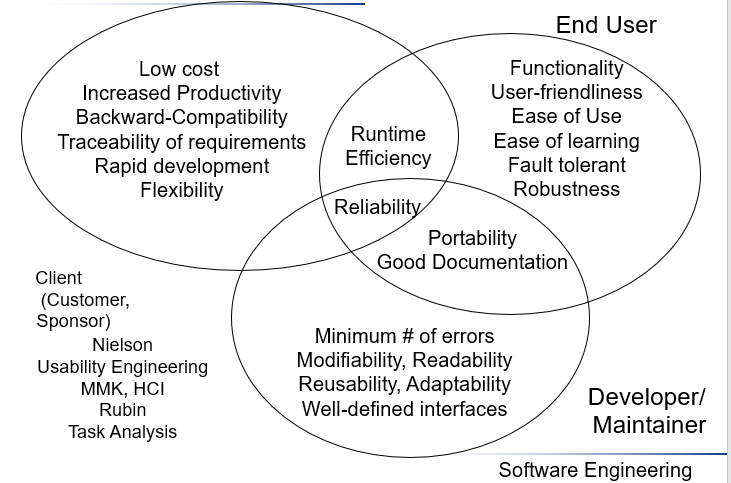 End User
Low cost
Increased Productivity
Backward-Compatibility
Traceability of requirements
Rapid development
Flexibility
Runtime
Efficiency
Functionality
User-friendliness
Ease of Use
Ease of learning
Fault tolerant
Robustness
Reliability
Portability
Good Documentation
Client
(Customer,
Sponsor)
Nielson
Usability Engineering
MMK, HCI
Rubin
Task Analysis
Minimum # of errors
Modifiability, Readability
Reusability, Adaptability
Well-defined interfaces
Developer/
Maintainer
Software Engineering